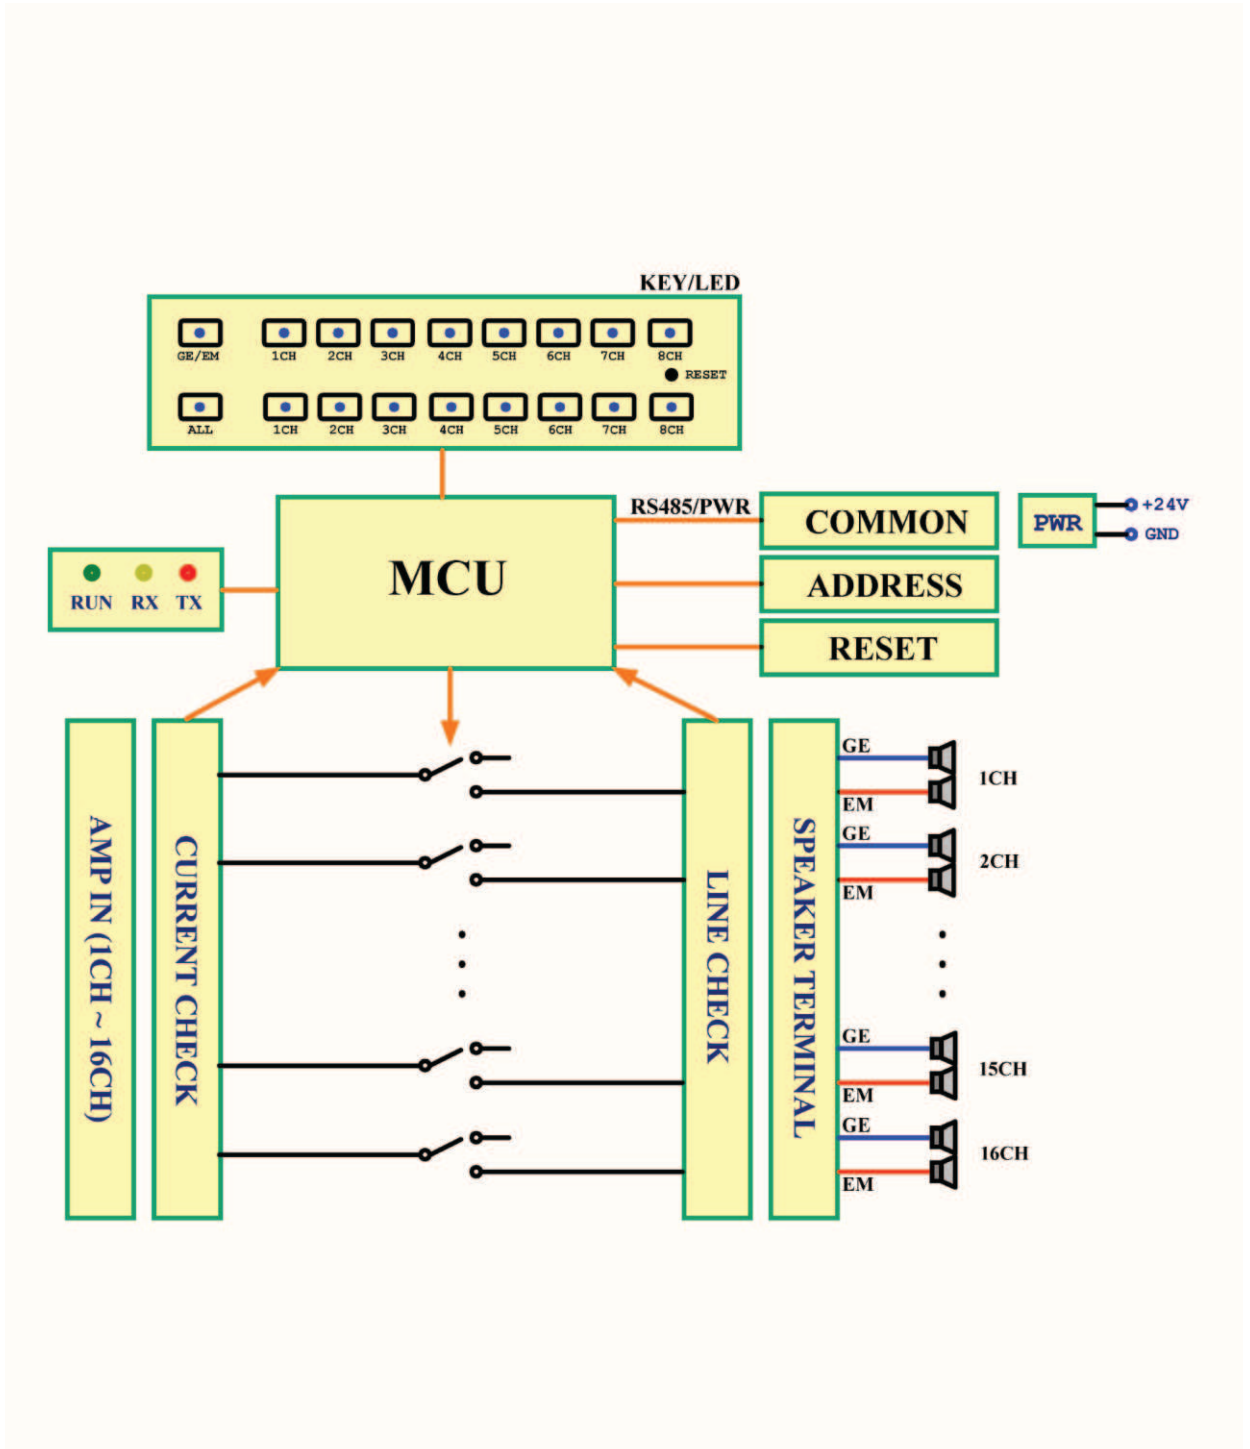 KEY/LED
GE/EM 1CH 2CH 3CH 4CH 5CH 6CH 7CH 8CH
RESET
ALL 1CH 2CH 3CH 4CH 5CH 6CH 7CH 8CH
RS485/PWR
COMMON
PWR
+24V
GND
MCU
ADDRESS
RESET
RUN RX TX
AMP IN (1CH ~ 16CH)
CURRENT CHECK
LINE CHECK
SPEAKER TERMINAL
GE
1CH
EM
GE
2CH
EM
GE
15CH
EM
GE
16CH
EM